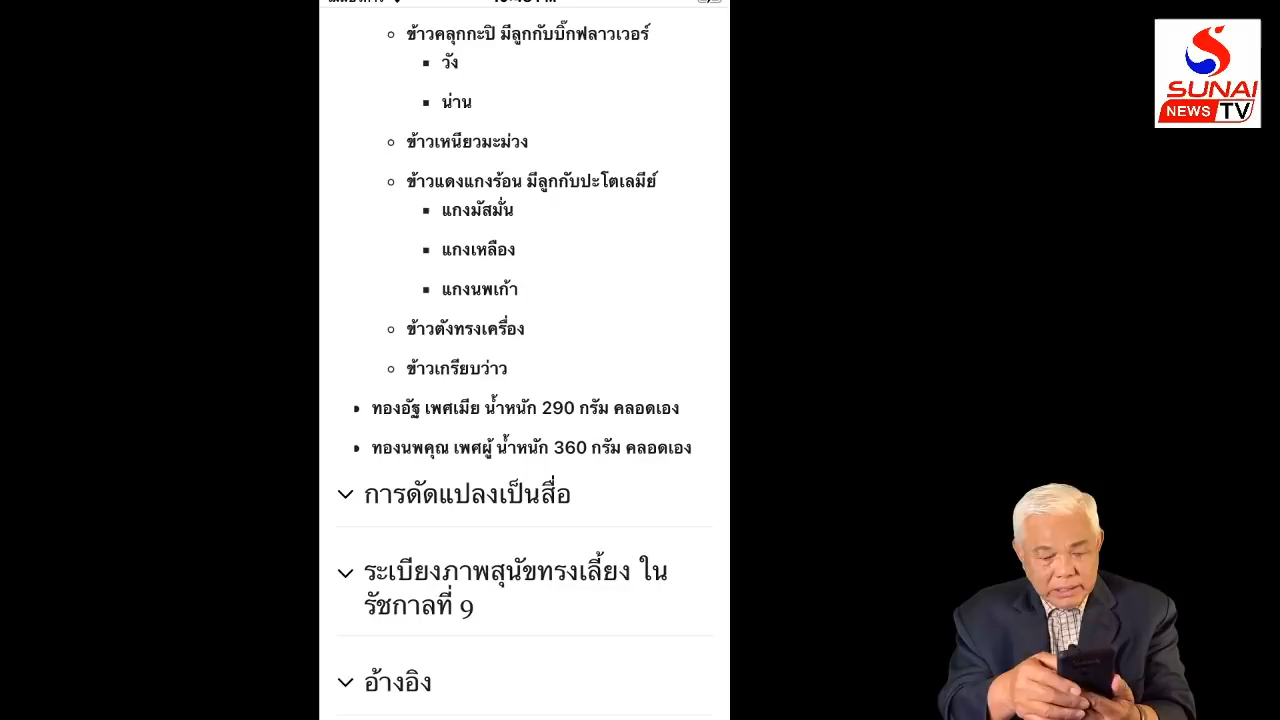 ข้าวคลุกกะปิ มีลูกกับบิ๊กฟลาวเวอร์
วัง
น่าน
ข้าวเหนียวมะม่วง
ข้าวแดงแกงร้อน มีลูกกับปะโตเลมีย์
แกงมัสมั่น
แกงเหลือง
แกงนพเก้า
ข้าวตังทรงเครื่อง
ข้าวเกรียบว่าว
ทองอัฐ เพศเมีย น้ำหนัก 290 กรัม คลอดเอง
ทองนพคุณ เพศผู้ น้ำหนัก 360 กรัม คลอดเอง
การดัดแปลงเป็นสื่อ
ระเบียงภาพสุนัขทรงเลี้ยง ใน
รัชกาลที่ 9
อ้างอิง
SUNAI
NEWS TV